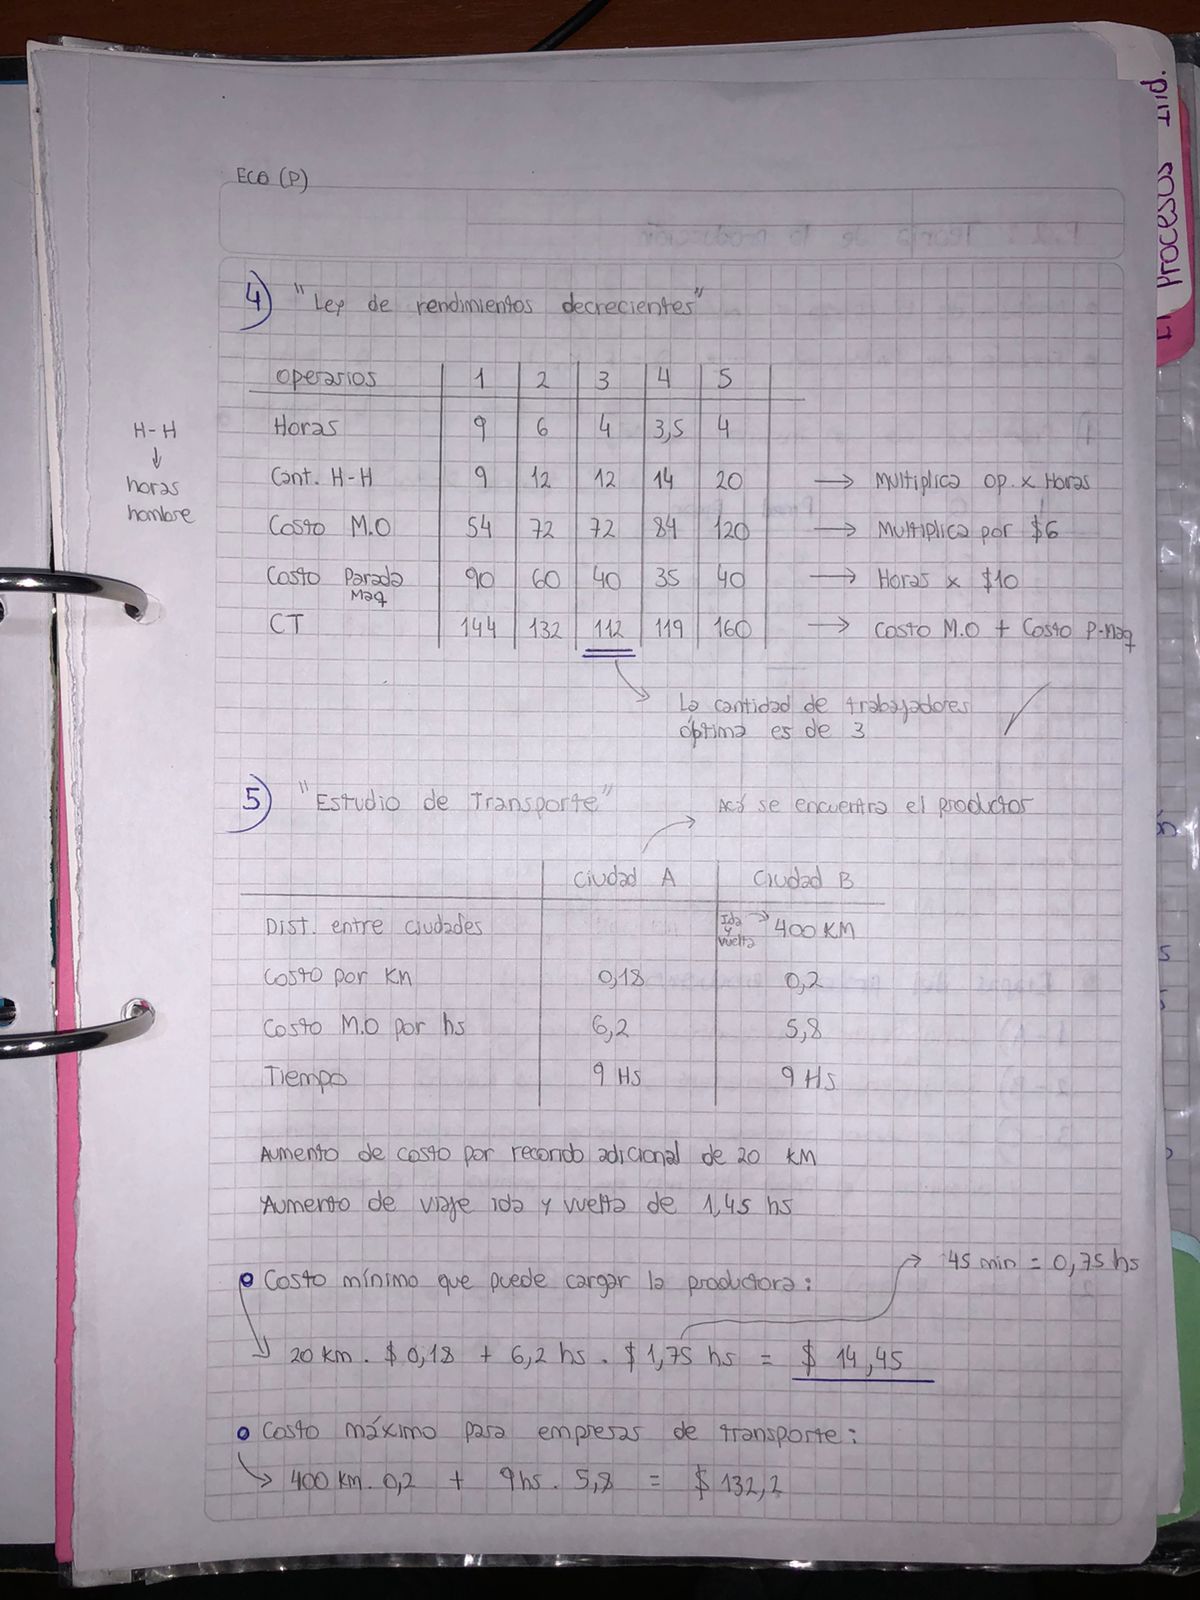 Procesos Ind.
ECO (P)
4) "Ley de rendimientos decrecientes"
operarios 1 2 3 4 5
Horas 9 6 4 3,5 4
Cant. H-H 9 12 12 14 20 → Multiplica op. x Horas
Costo M.O 54 72 72 84 120 → Multiplica por $6
Costo Parada Maq 90 60 40 35 40 → Horas x $10
CT 144 132 112 119 160 → Costo M.O + Costo P-Maq
H-H
↓
horas
hombre
La cantidad de trabajadores
óptima es de 3
5) "Estudio de Transporte"
Acá se encuentra el productor
Ciudad A Ciudad B
Dist. entre ciudades Ida y vuelta → 400 KM
Costo por KM 0,18 0,2
Costo M.O por hs 6,2 5,8
Tiempo 9 Hs 9 Hs
Aumento de costo por recorrido adicional de 20 KM
Aumento de viaje ida y vuelta de 1,45 hs
Costo mínimo que puede cargar la productora:
45 min = 0,75 hs
20 km . $ 0,18 + 6,2 hs . $ 1,75 hs = $ 14,45
Costo máximo para empresas de transporte:
400 km . 0,2 + 9hs . 5,8 = $ 132,2